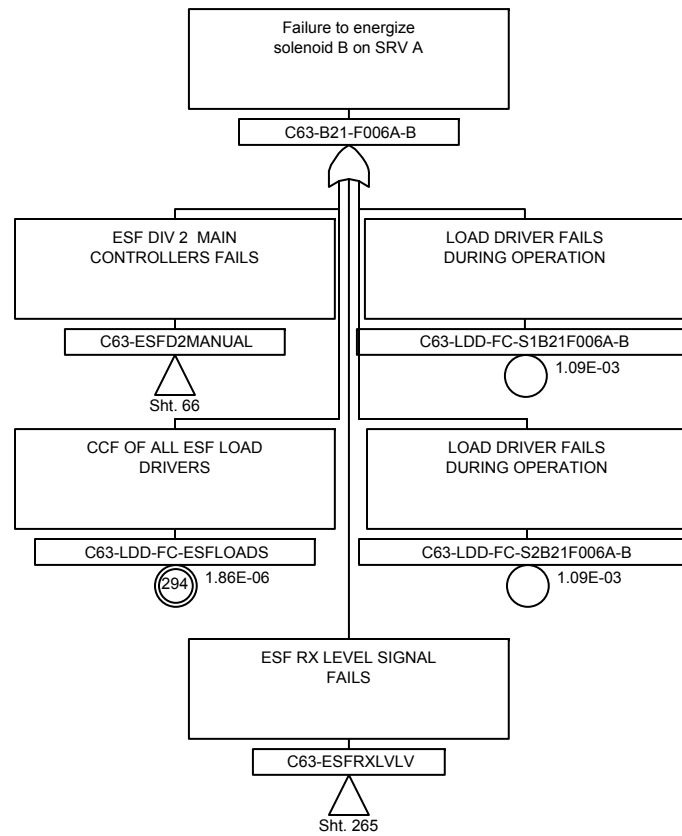 Failure to energize
solenoid B on SRV A
C63-B21-F006A-B
ESF DIV 2 MAIN
CONTROLLERS FAILS
C63-ESFD2MANUAL
Sht. 66
LOAD DRIVER FAILS
DURING OPERATION
C63-LDD-FC-S1B21F006A-B
1.09E-03
CCF OF ALL ESF LOAD
DRIVERS
C63-LDD-FC-ESFLOADS
294
1.86E-06
LOAD DRIVER FAILS
DURING OPERATION
C63-LDD-FC-S2B21F006A-B
1.09E-03
ESF RX LEVEL SIGNAL
FAILS
C63-ESFRXLVLV
Sht. 265